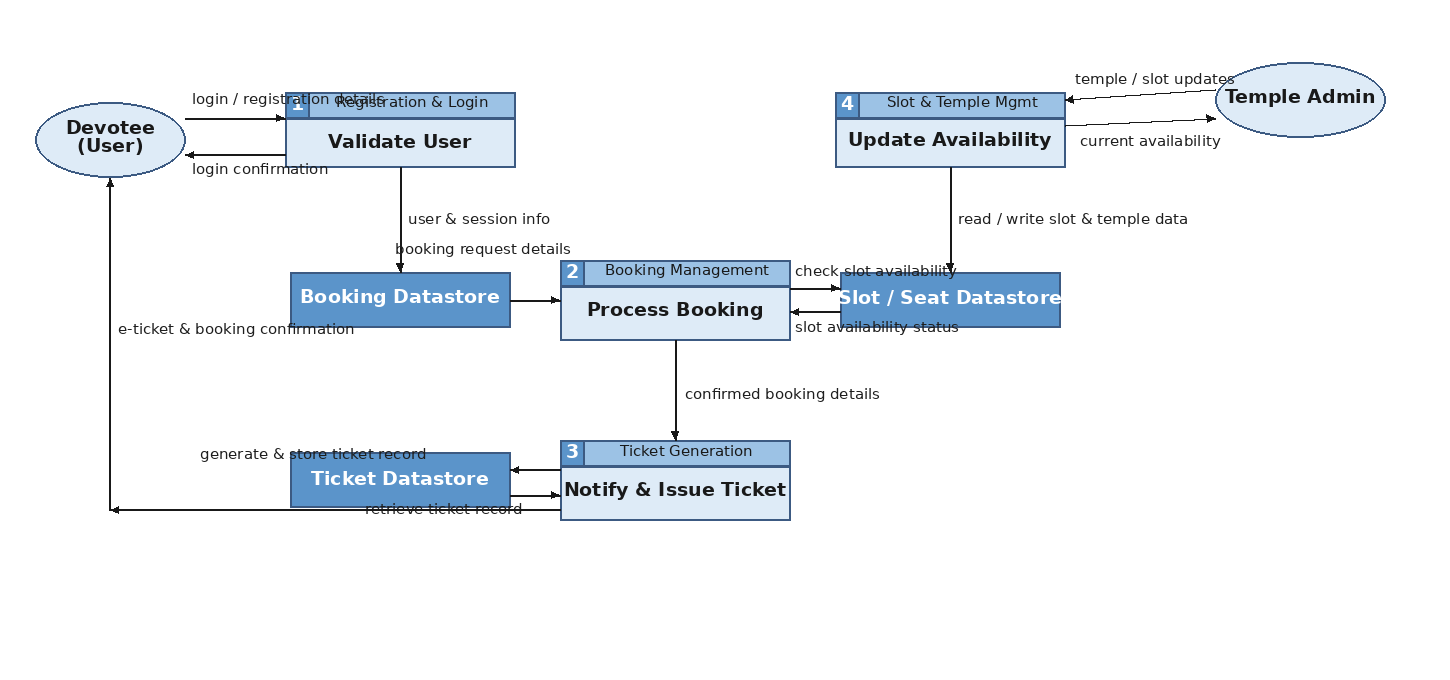 login / registration details
1
Registration & Login
Validate User
Devotee
(User)
login confirmation
temple / slot updates
4
Slot & Temple Mgmt
Update Availability
Temple Admin
current availability
user & session info
read / write slot & temple data
booking request details
Booking Datastore
2
Booking Management
Process Booking
check slot availability
Slot / Seat Datastore
slot availability status
e-ticket & booking confirmation
confirmed booking details
generate & store ticket record
Ticket Datastore
3
Ticket Generation
Notify & Issue Ticket
retrieve ticket record